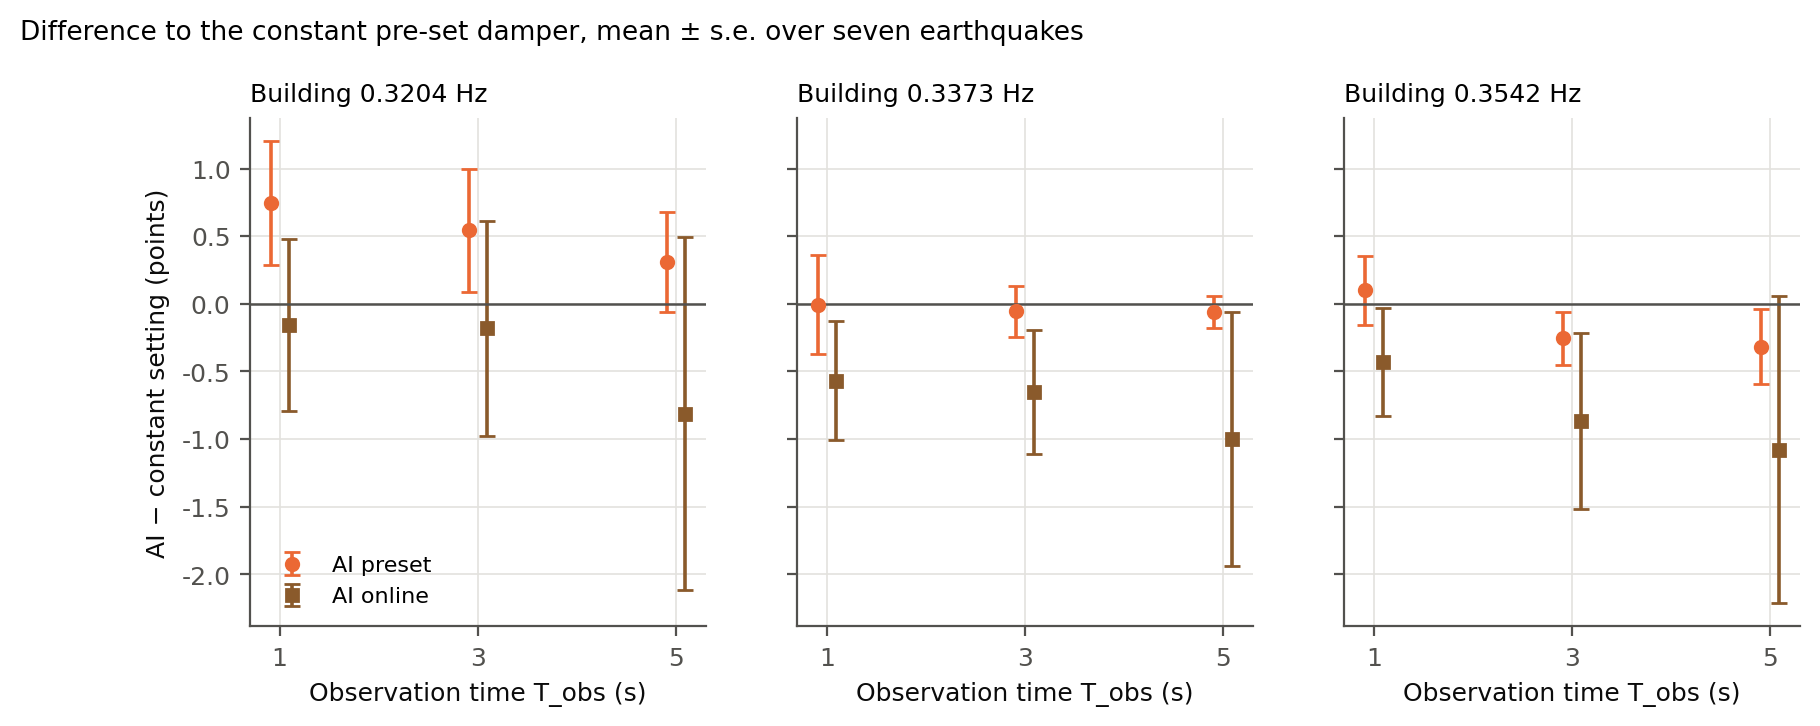 Difference to the constant pre-set damper, mean ± s.e. over seven earthquakes
Building 0.3204 Hz
Building 0.3373 Hz
Building 0.3542 Hz
AI − constant setting (points)
1.0
0.5
0.0
-0.5
-1.0
-1.5
-2.0
AI preset
AI online
1 3 5
1 3 5
1 3 5
Observation time T_obs (s)
Observation time T_obs (s)
Observation time T_obs (s)